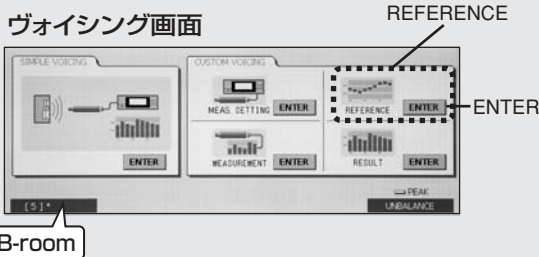 REFERENCE
ヴォイシング画面
SIMPLE VOICING
CUSTOM VOICING
MEAS. SETTING ENTER
REFERENCE ENTER
ENTER
ENTER
MEASUREMENT ENTER
RESULT ENTER
PEAK
[5]*
UNBALANCE
B-room